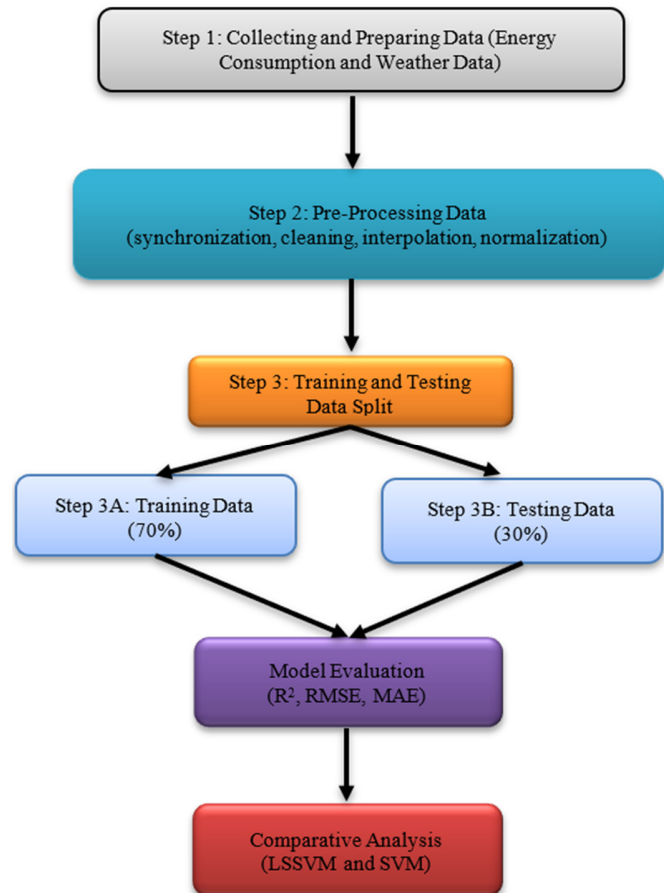 Step 1: Collecting and Preparing Data (Energy
Consumption and Weather Data)
Step 2: Pre-Processing Data
(synchronization, cleaning, interpolation, normalization)
Step 3: Training and Testing
Data Split
Step 3A: Training Data
(70%)
Step 3B: Testing Data
(30%)
Model Evaluation
(R², RMSE, MAE)
Comparative Analysis
(LSSVM and SVM)